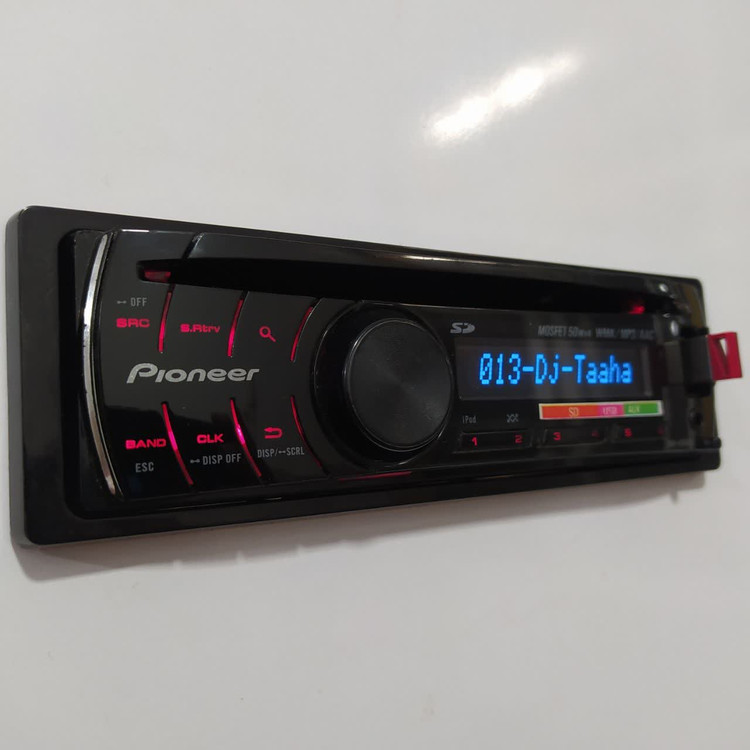 OFF
SRC
S.Rtrv
Pioneer
BAND
ESC
CLK
DISP OFF
DISP/ SCRL
SD
MOSFET 50Wx4 WMA/MP3/AAC
013-Dj-Taaha
SD USB AUX
iPod
1 2 3 4 5